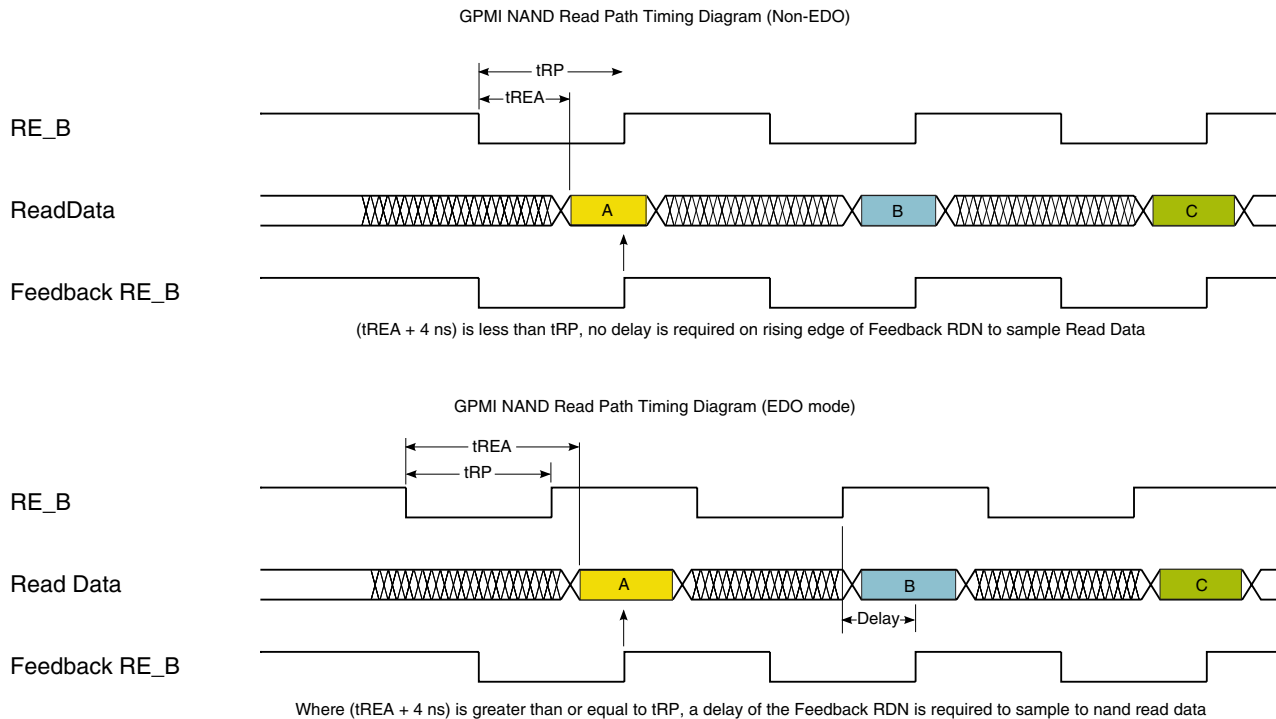 GPMI NAND Read Path Timing Diagram (Non-EDO)
tRP
tREA
RE_B
ReadData
A
B
C
Feedback RE_B
(tREA + 4 ns) is less than tRP, no delay is required on rising edge of Feedback RDN to sample Read Data
GPMI NAND Read Path Timing Diagram (EDO mode)
tREA
tRP
RE_B
Read Data
A
B
C
Delay
Feedback RE_B
Where (tREA + 4 ns) is greater than or equal to tRP, a delay of the Feedback RDN is required to sample to nand read data